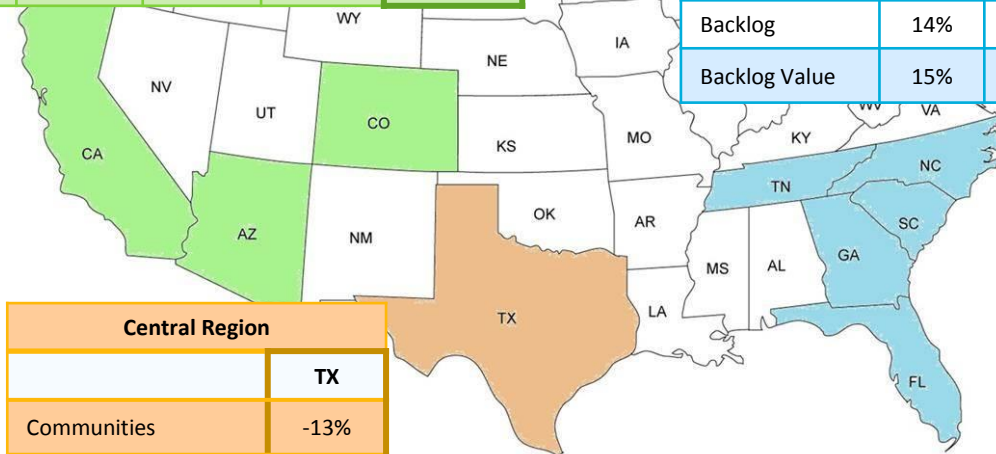 WY
IA
Backlog 14%
NE
NV
Backlog Value 15%
UT
CO
WV
VA
KS
MO
KY
CA
NC
TN
OK
AR
SC
AZ
NM
GA
MS
AL
LA
TX
Central Region
TX
FL
Communities -13%